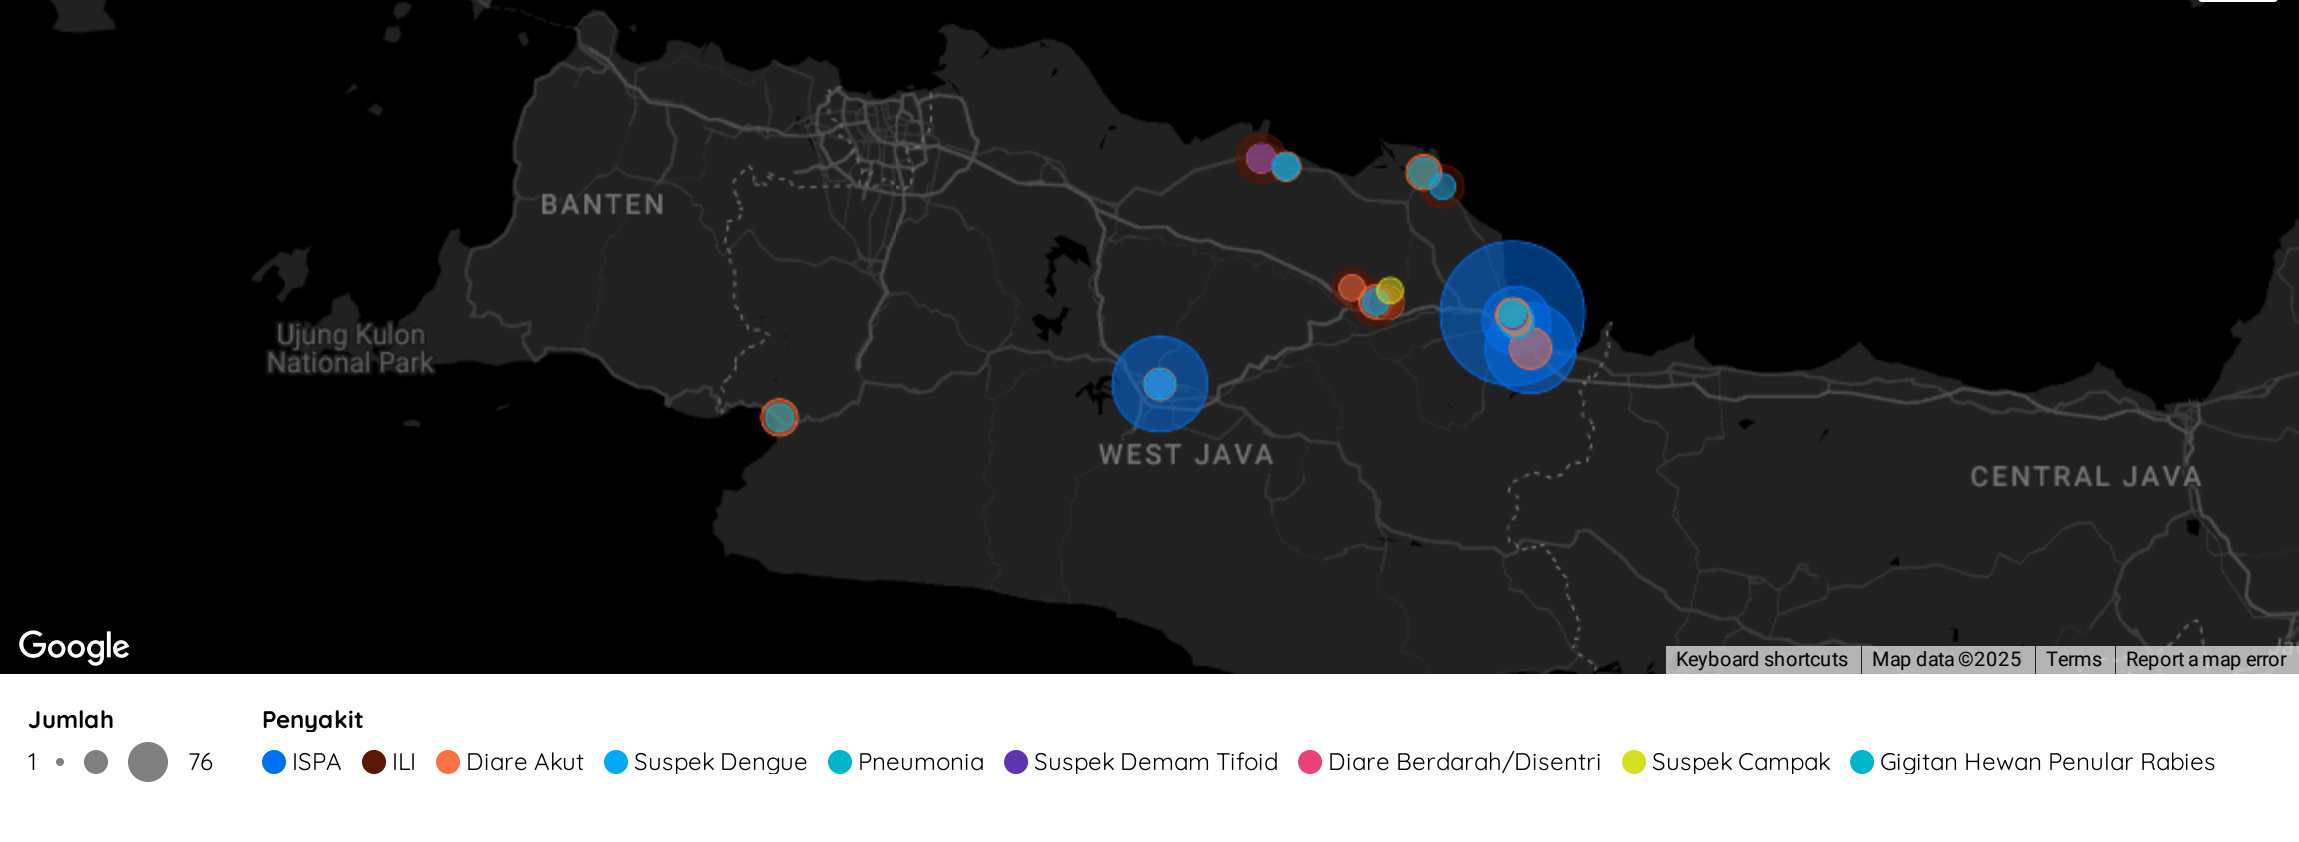 BANTEN
Ujung Kulon
National Park
WEST JAVA
CENTRAL JAVA
Google
Keyboard shortcuts
Map data ©2025
Terms
Report a map error
Jumlah
1 76
Penyakit
ISPA ILI Diare Akut Suspek Dengue Pneumonia Suspek Demam Tifoid Diare Berdarah/Disentri Suspek Campak Gigitan Hewan Penular Rabies